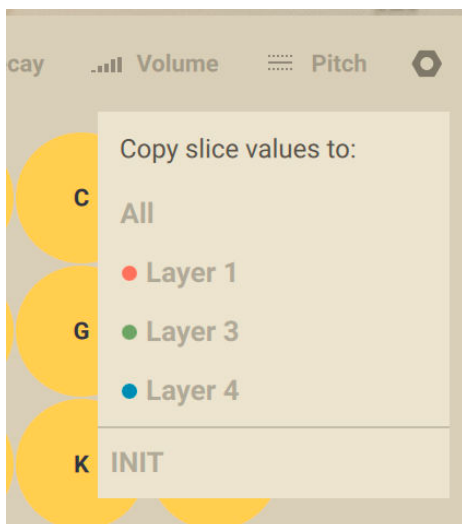 cay Volume Pitch
Copy slice values to:
C
All
Layer 1
G
Layer 3
Layer 4
K
INIT